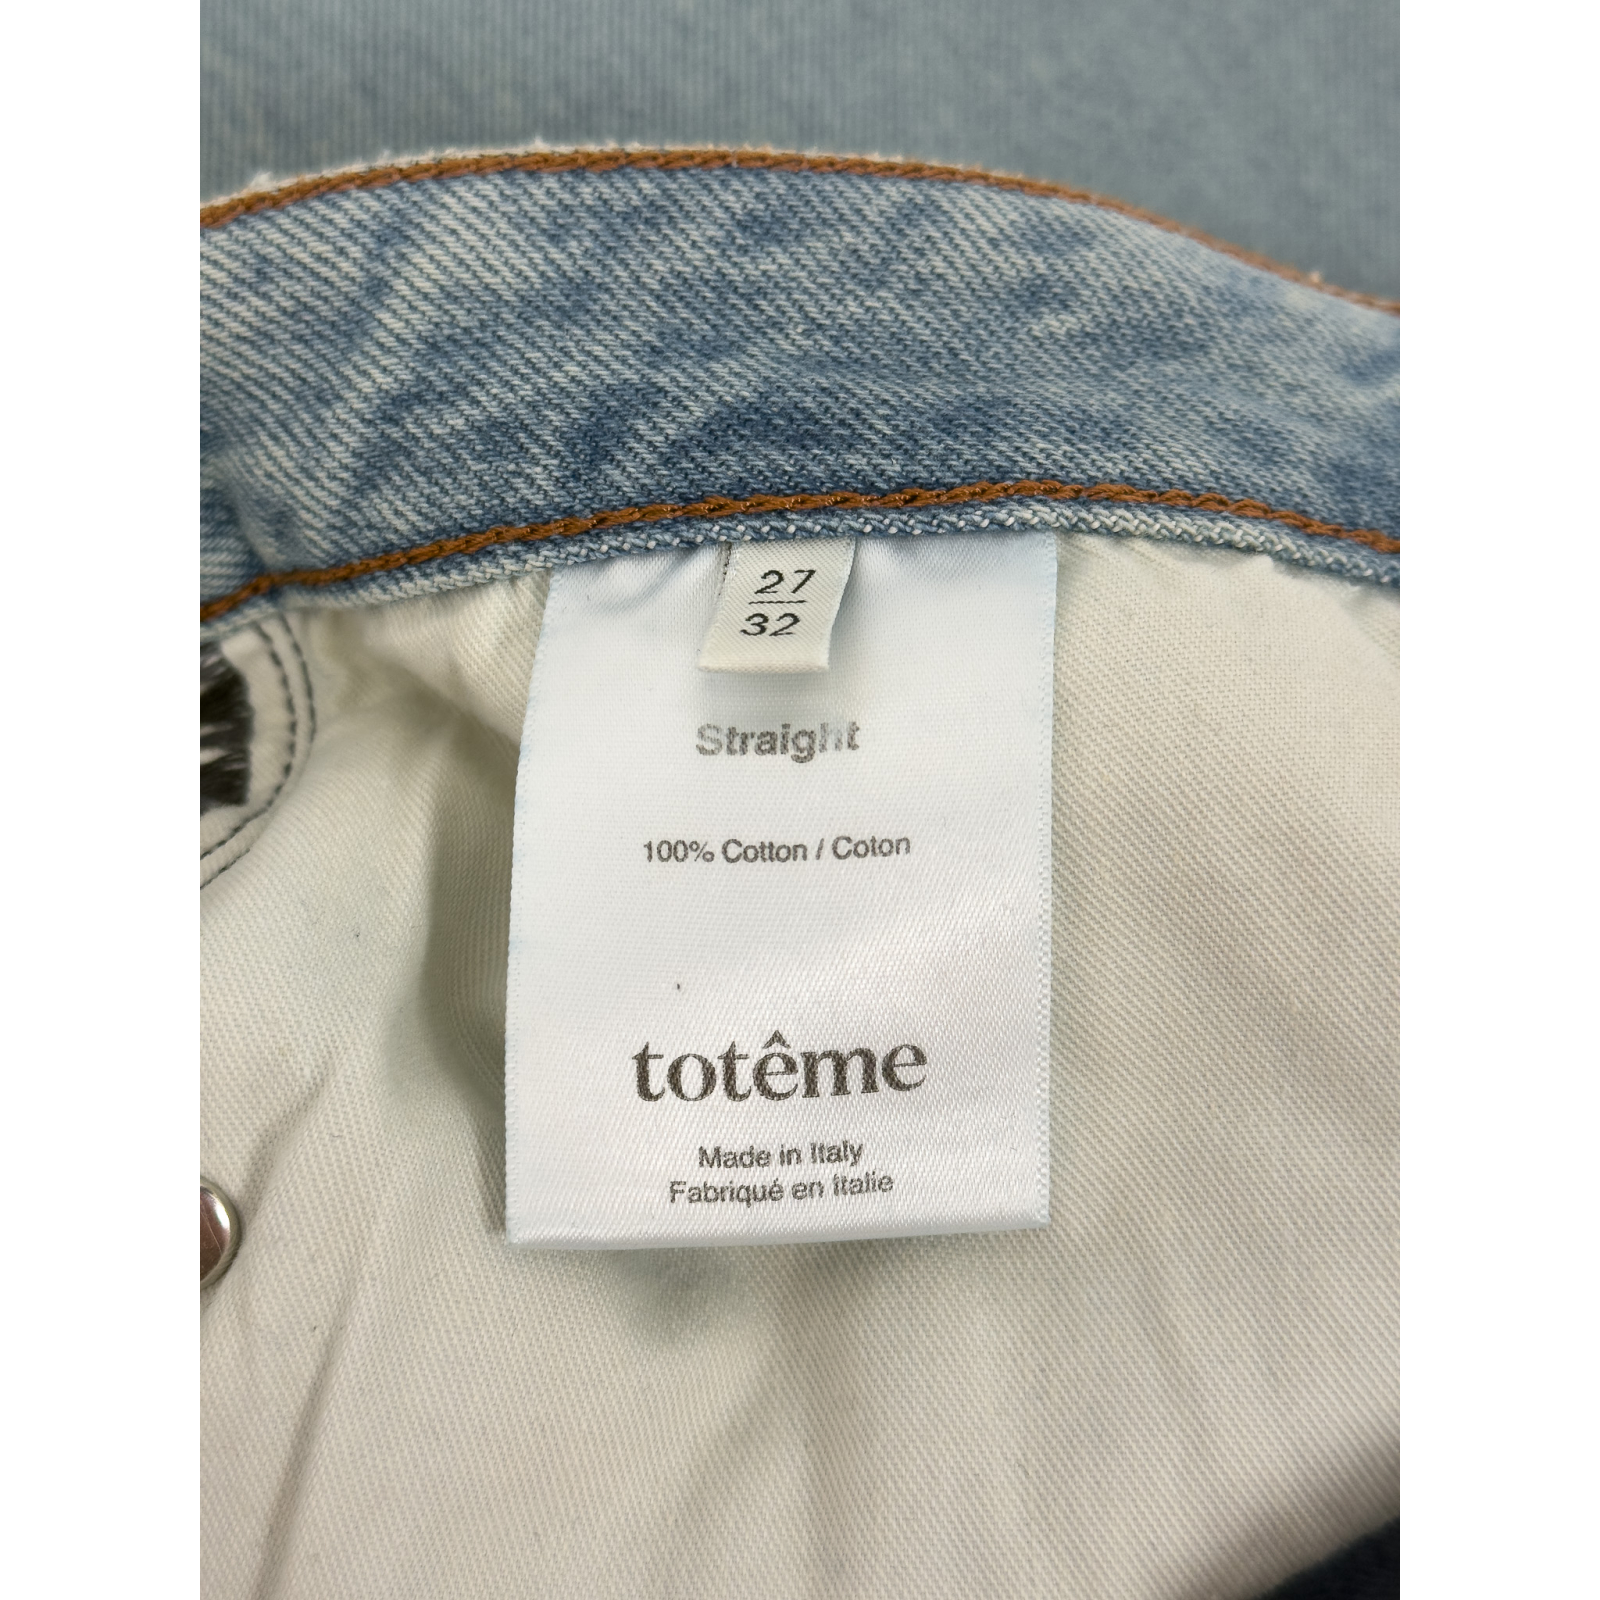 27
32
Straight
100% Cotton / Coton
totême
Made in Italy
Fabriqué en Italie